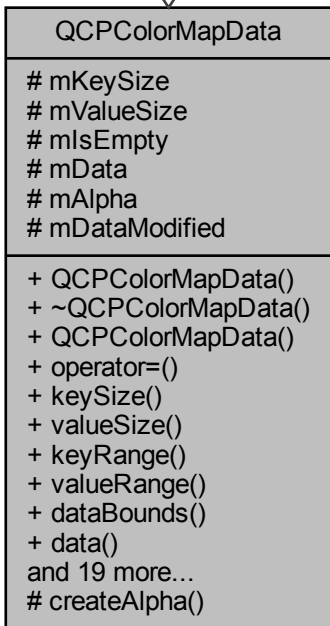 QCPColorMapData
# mKeySize
# mValueSize
# mIsEmpty
# mData
# mAlpha
# mDataModified
+ QCPColorMapData()
+ ~QCPColorMapData()
+ QCPColorMapData()
+ operator=()
+ keySize()
+ valueSize()
+ keyRange()
+ valueRange()
+ dataBounds()
+ data()
and 19 more...
# createAlpha()